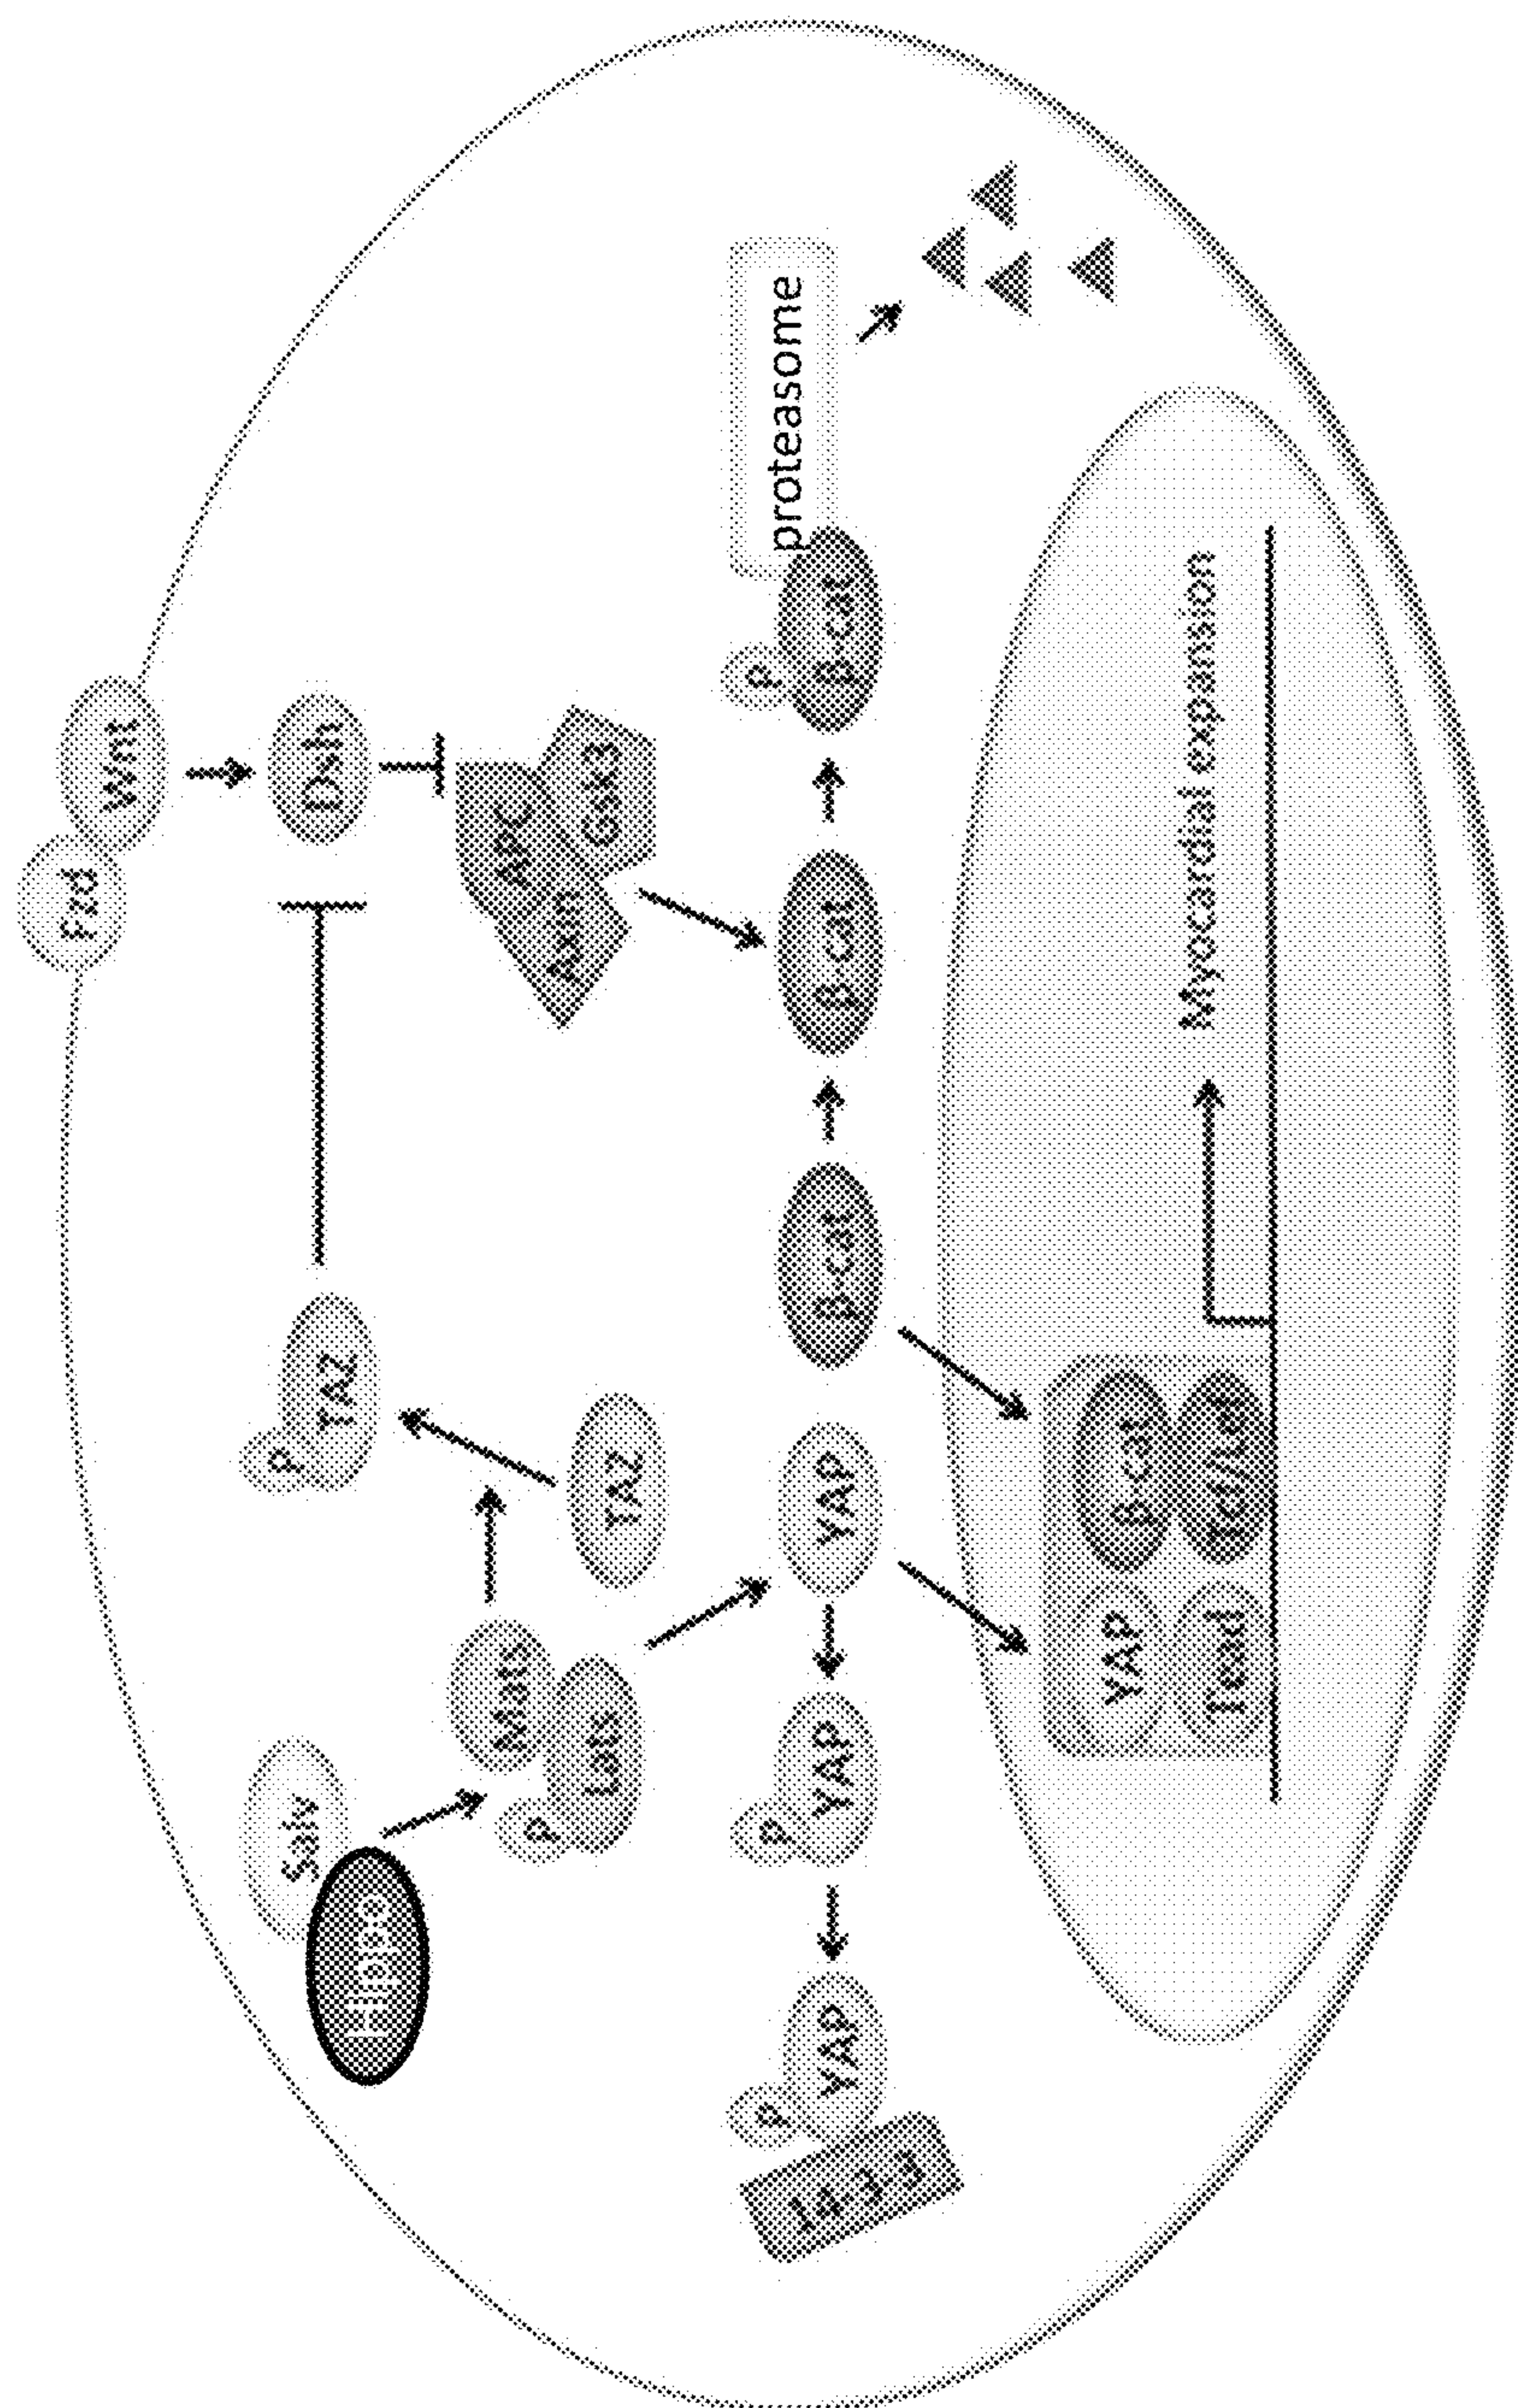 Fzd
Wnt
Salv
Hippo
P
TAZ
Dsh
Mats
P
Lats
TAZ
APC
Axin
Gsk3
14-3-3
P
YAP
P
YAP
YAP
β-cat
β-cat
P
β-cat
proteasome
YAP
β-cat
Tead
Tcf/Lef
Myocardial expansion